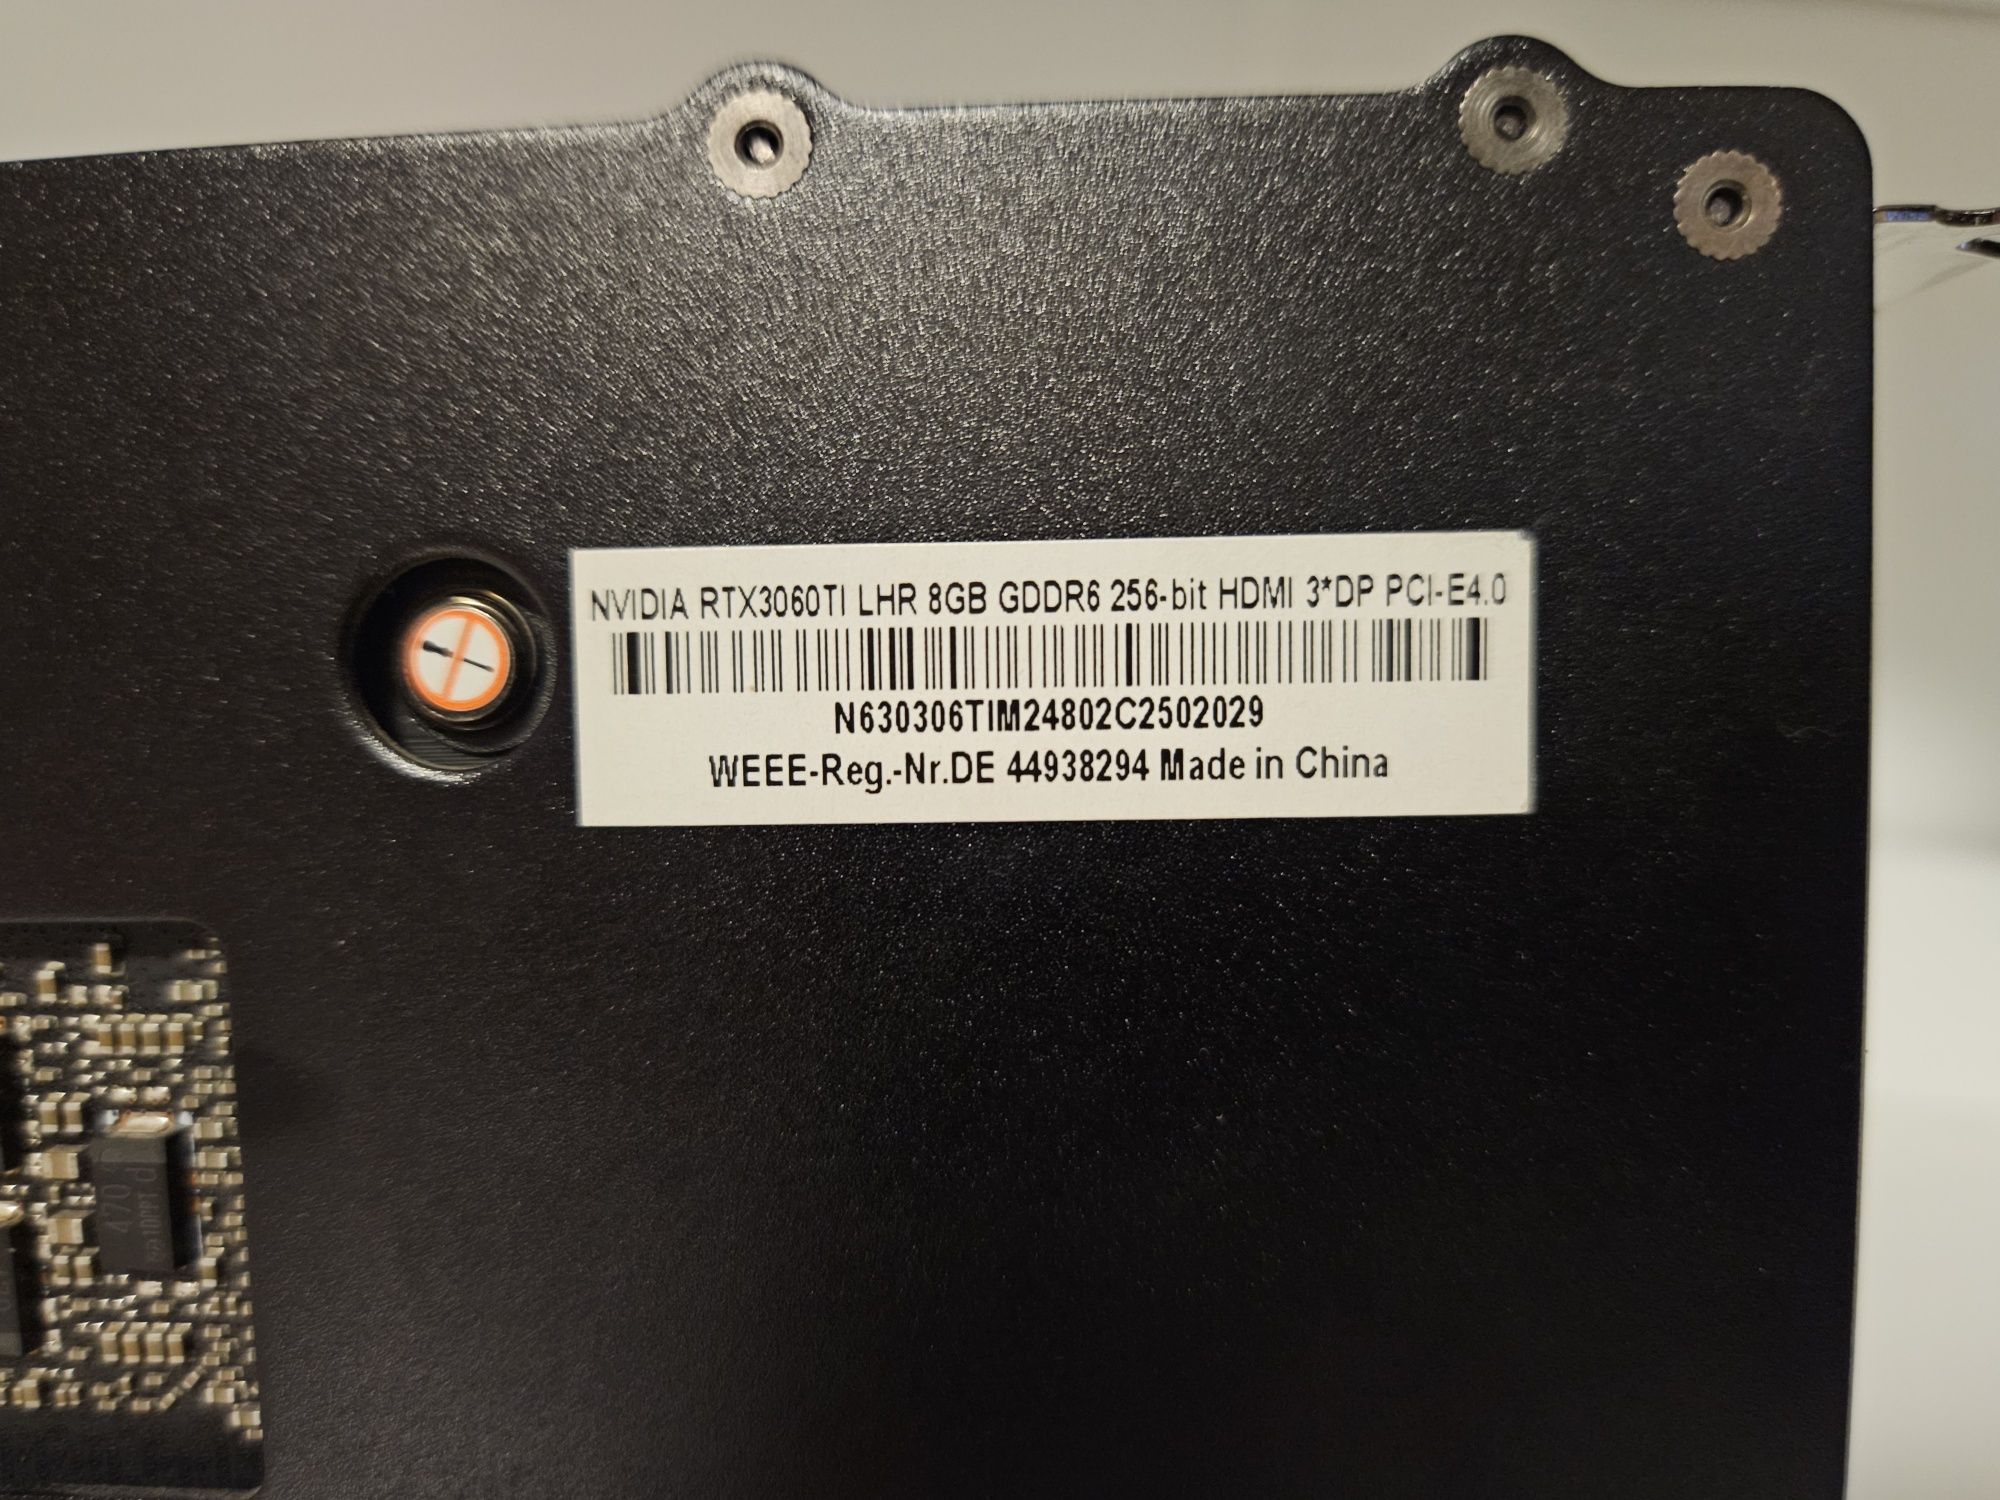 NVIDIA RTX3060TI LHR 8GB GDDR6 256-bit HDMI 3*DP PCI-E4.0
N630306TIM24802C2502029
WEEE-Reg.-Nr.DE 44938294 Made in China
470